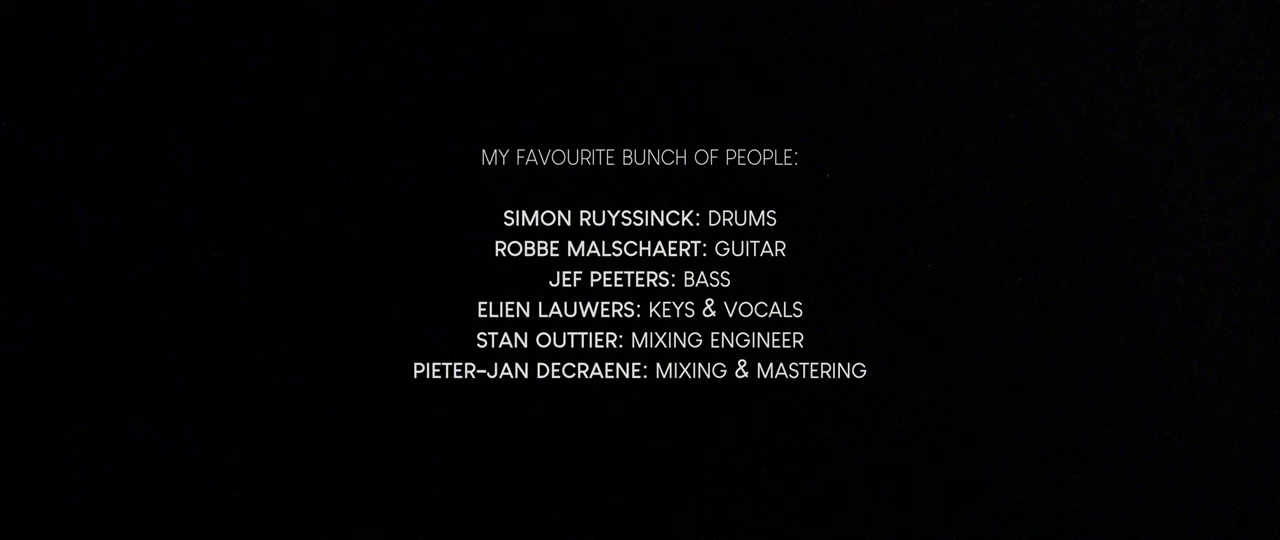 MY FAVOURITE BUNCH OF PEOPLE:
SIMON RUYSSINCK: DRUMS
ROBBE MALSCHAERT: GUITAR
JEF PEETERS: BASS
ELIEN LAUWERS: KEYS & VOCALS
STAN OUTTIER: MIXING ENGINEER
PIETER-JAN DECRAENE: MIXING & MASTERING